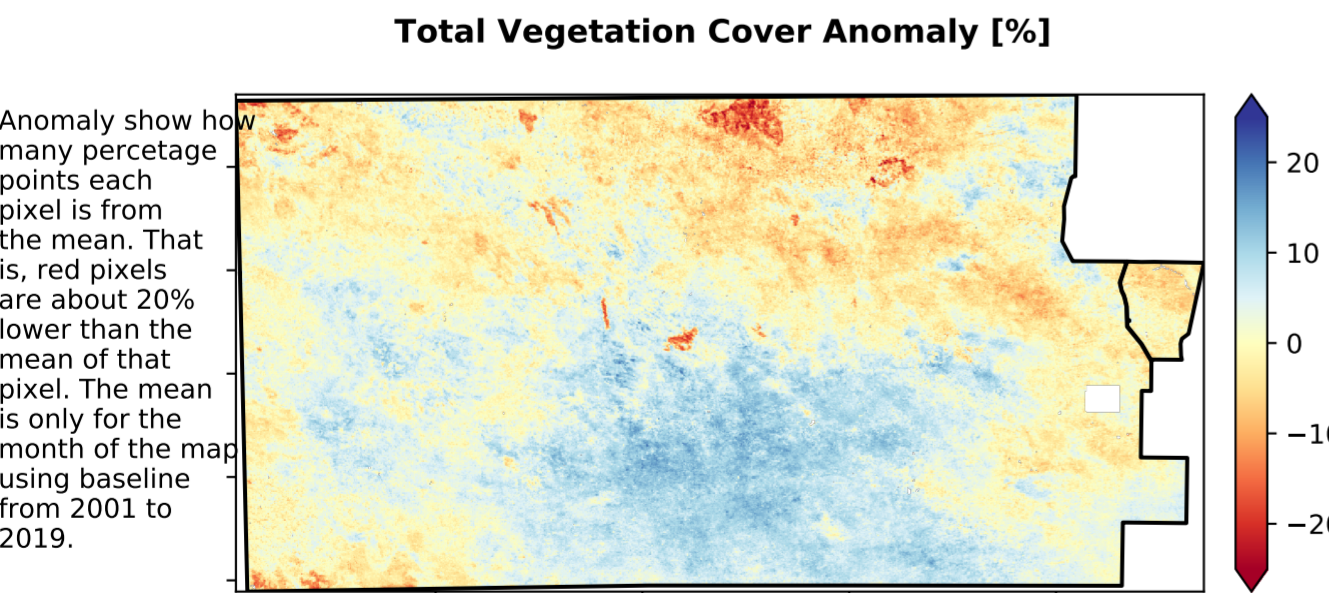 Total Vegetation Cover Anomaly [%]
Anomaly show how
many percetage
points each
pixel is from
the mean. That
is, red pixels
are about 20%
lower than the
mean of that
pixel. The mean
is only for the
month of the map
using baseline
from 2001 to
2019.
20
10
0
−10
−20